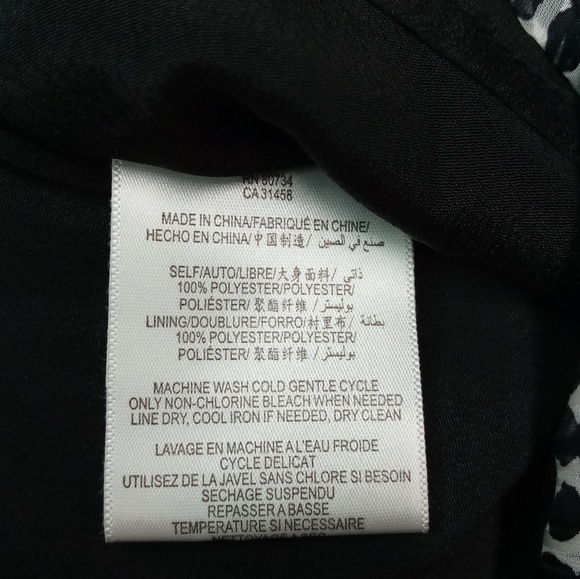 RN 90734
CA 31458
MADE IN CHINA/FABRIQUÉ EN CHINE/
HECHO EN CHINA/中国制造/ صنع في الصين/
SELF/AUTO/LIBRE/大身面料/ ذاتي/
100% POLYESTER/POLYESTER/
POLIÉSTER/ 聚酯纤维 /بوليستر/
LINING/DOUBLURE/FORRO/衬里布/ بطانة/
100% POLYESTER/POLYESTER/
POLIÉSTER/ 聚酯纤维 /بوليستر/
MACHINE WASH COLD GENTLE CYCLE
ONLY NON-CHLORINE BLEACH WHEN NEEDED
LINE DRY, COOL IRON IF NEEDED, DRY CLEAN
LAVAGE EN MACHINE A L'EAU FROIDE
CYCLE DELICAT
UTILISEZ DE LA JAVEL SANS CHLORE SI BESOIN
SECHAGE SUSPENDU
REPASSER A BASSE
TEMPERATURE SI NECESSAIRE